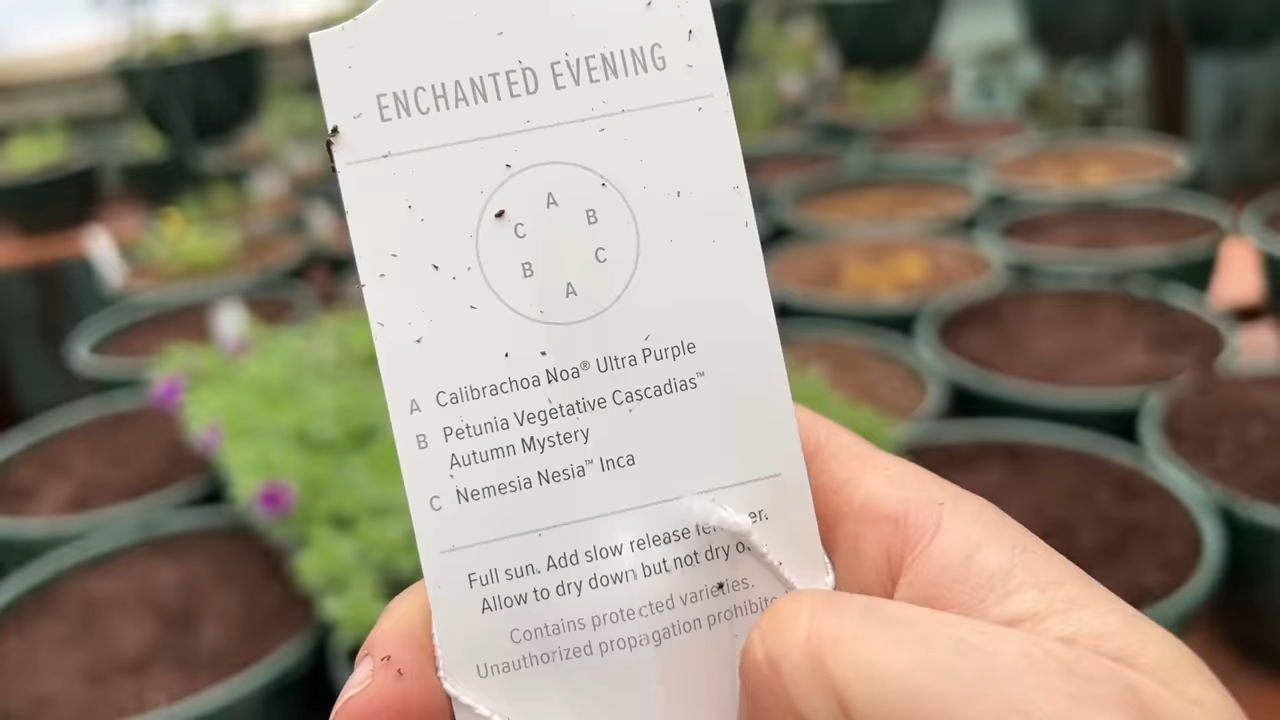 ENCHANTED EVENING
A
C B
B C
A
A Calibrachoa Noa® Ultra Purple
B Petunia Vegetative Cascadias™
Autumn Mystery
C Nemesia Nesia™ Inca
Full sun. Add slow release
Allow to dry down but not dry
Contains protected varieties.
Unauthorized propagation